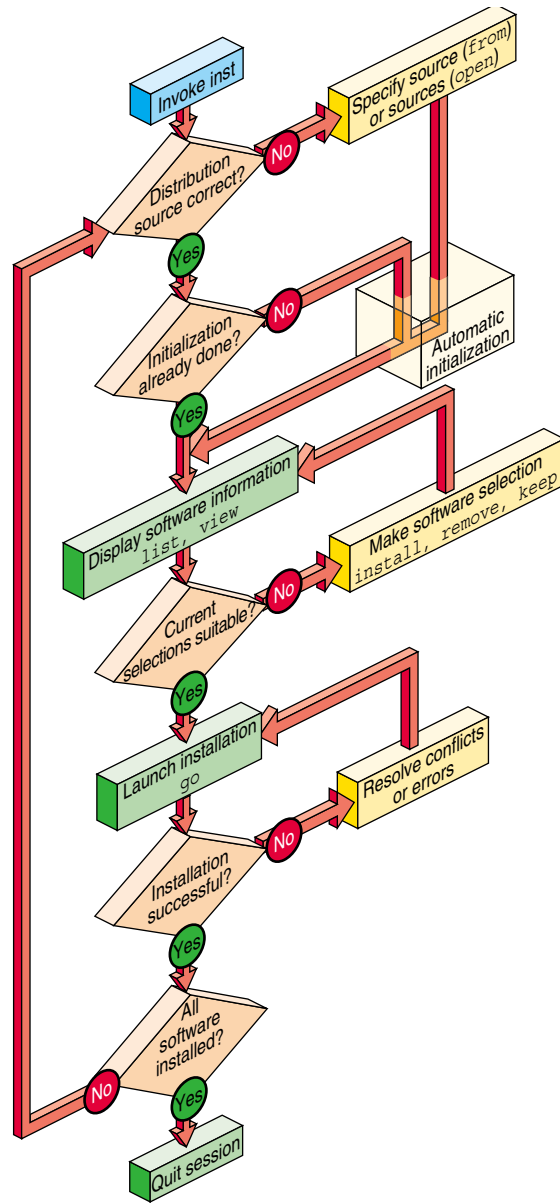 Invoke inst
Specify source (from)
or sources (open)
No
Distribution
source correct?
Yes
No
Automatic
initialization
Initialization
already done?
Yes
Display software information
list, view
Make software selection
install, remove, keep
No
Current
selections suitable?
Yes
Launch installation
go
Resolve conflicts
or errors
No
Installation
successful?
Yes
All
software
installed?
No
Yes
Quit session